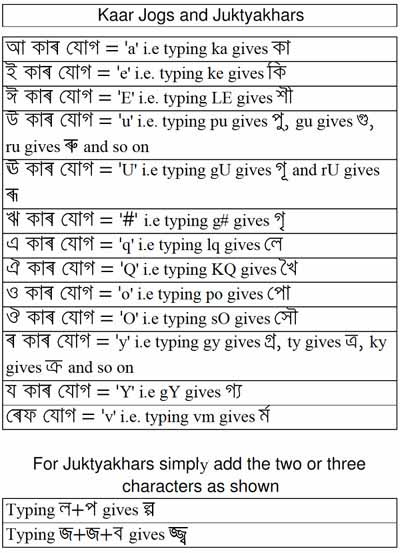 Kaar Jogs and Juktyakhars
আ কাৰ যোগ = 'a' i.e typing ka gives কা
ই কাৰ যোগ = 'e' i.e. typing ke gives কি
ঈ কাৰ যোগ = 'E' i.e. typing LE gives শী
উ কাৰ যোগ = 'u' i.e. typing pu gives পু, gu gives গু,
ru gives ৰু and so on
ঊ কাৰ যোগ = 'U' i.e. typing gU gives গূ and rU gives
ৰূ
ঋ কাৰ যোগ = '#' i.e typing g# gives গৃ
এ কাৰ যোগ = 'q' i.e typing lq gives লে
ঐ কাৰ যোগ = 'Q' i.e typing KQ gives খৈ
ও কাৰ যোগ = 'o' i.e typing po gives পো
ঔ কাৰ যোগ = 'O' i.e typing sO gives সৌ
ৰ কাৰ যোগ = 'y' i.e typing gy gives গ্ৰ, ty gives ত্ৰ, ky
gives ক্ৰ and so on
য কাৰ যোগ = 'Y' i.e gY gives গ্য
ৰেফ যোগ = 'v' i.e. typing vm gives ৰ্ম
For Juktyakhars simply add the two or three
characters as shown
Typing ল+প gives ল্প
Typing জ+জ+ব gives জ্জ্ব